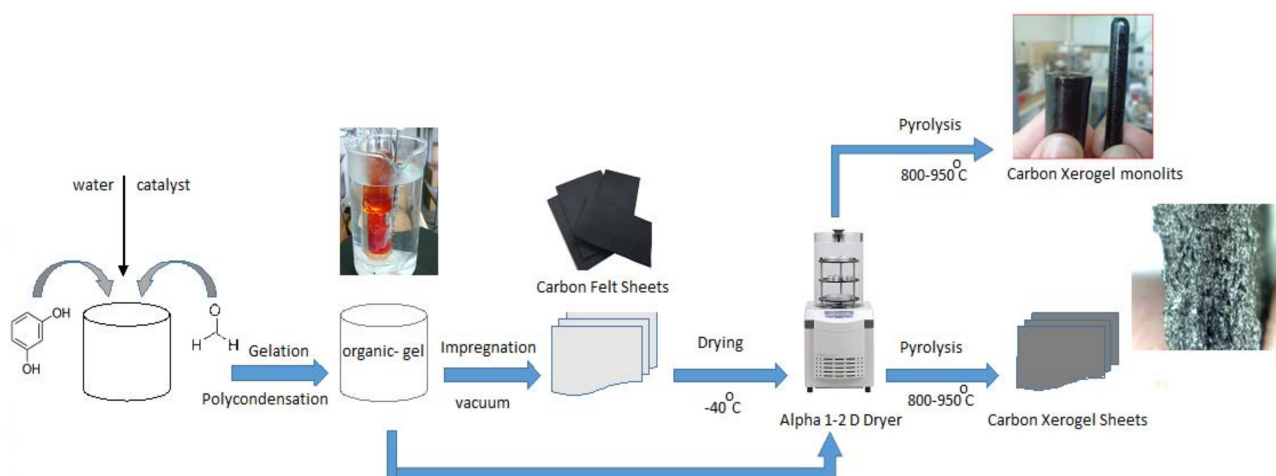 water
catalyst
OH
OH
O
H
H
Gelation
Polycondensation
organic- gel
Impregnation
vacuum
Carbon Felt Sheets
Drying
-40°C
Alpha 1-2 D Dryer
Pyrolysis
800-950°C
Carbon Xerogel monolits
Pyrolysis
800-950°C
Carbon Xerogel Sheets